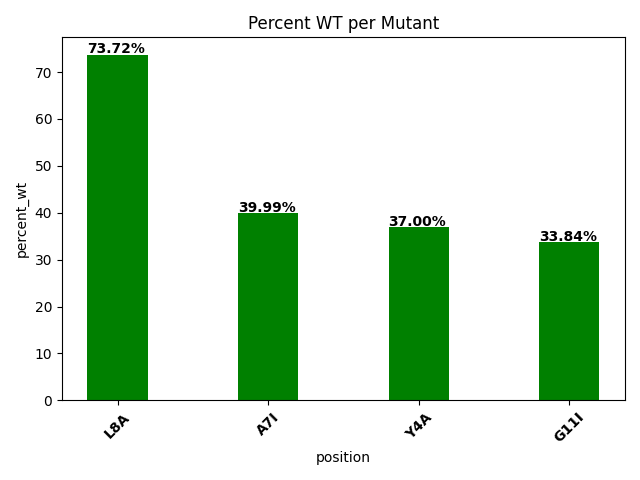 Percent WT per Mutant
73.72%
39.99%
37.00%
33.84%
percent_wt
70
60
50
40
30
20
10
0
L8A
A7I
Y4A
G11I
position